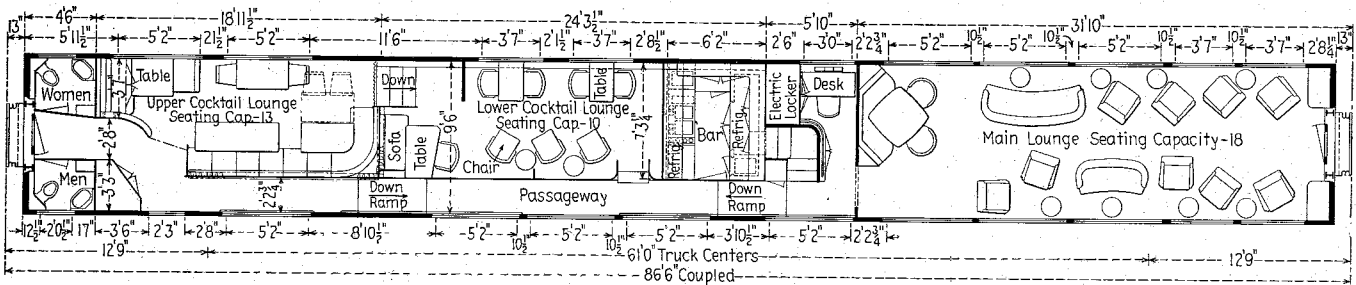 4'6" 18'11½" 24'3½" 5'10" 31'10"
13" 5'11½" 5'2" 21½" 5'2" 11'6" 3'7" 2'1½" 3'7" 2'8½" 6'2" 2'6" 3'0" 2'2¾" 5'2" 10½" 5'2" 10½" 5'2" 10½" 3'7" 10½" 3'7" 2'8¼" 13"
Women
Table
Upper Cocktail Lounge
Seating Cap.-13
Down
Lower Cocktail Lounge
Seating Cap.-10
Table
Sofa
Table
Chair
9'6"
7'3¼"
Refrig.
Bar
Refrig.
Electric
Locker
Desk
Main Lounge Seating Capacity-18
28"
Men
3'3"
22¾"
Down
Ramp
Passageway
Down
Ramp
12½" 20½" 17" 3'6" 2'3" 2'8" 5'2" 8'10½" 5'2" 10½" 5'2" 10½" 5'2" 3'10½" 5'2" 2'2¾"
12'9" 61'0" Truck Centers 12'9"
86'6" Coupled